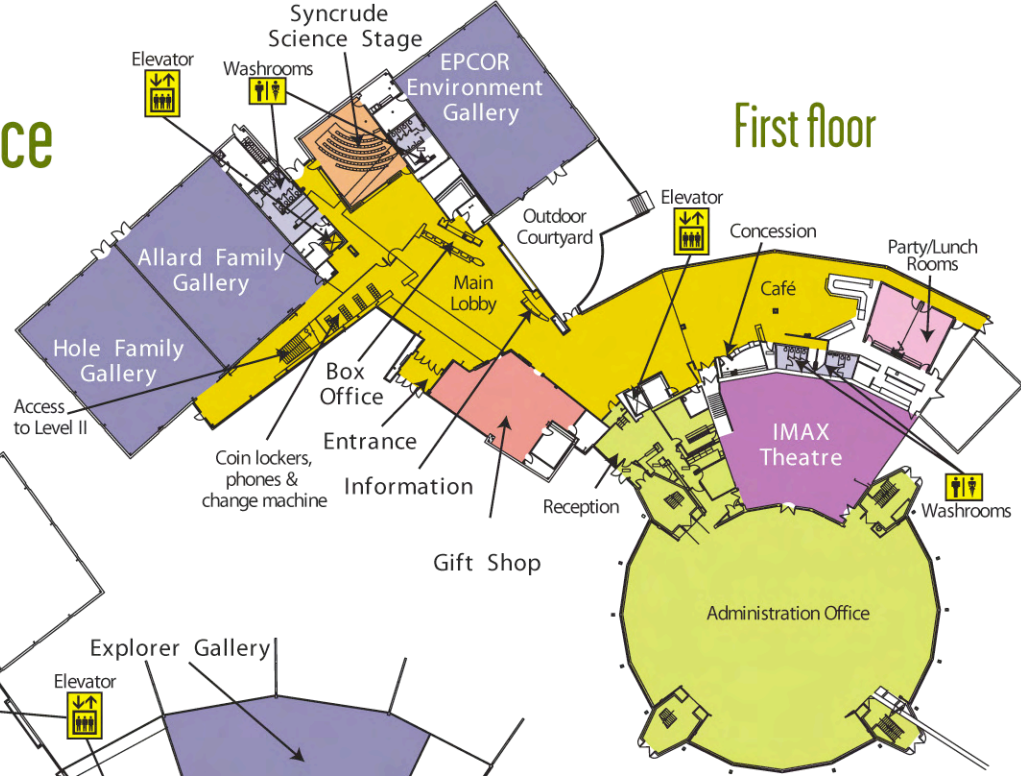 Syncrude
Science Stage
Elevator
Washrooms
EPCOR
Environment
Gallery
ce
First floor
Elevator
Outdoor
Courtyard
Concession
Party/Lunch
Rooms
Allard Family
Gallery
Main
Lobby
Café
Hole Family
Gallery
Box
Office
Access
to Level II
Entrance
IMAX
Theatre
Coin lockers,
phones &
change machine
Information
Reception
Washrooms
Gift Shop
Administration Office
Explorer Gallery
Elevator